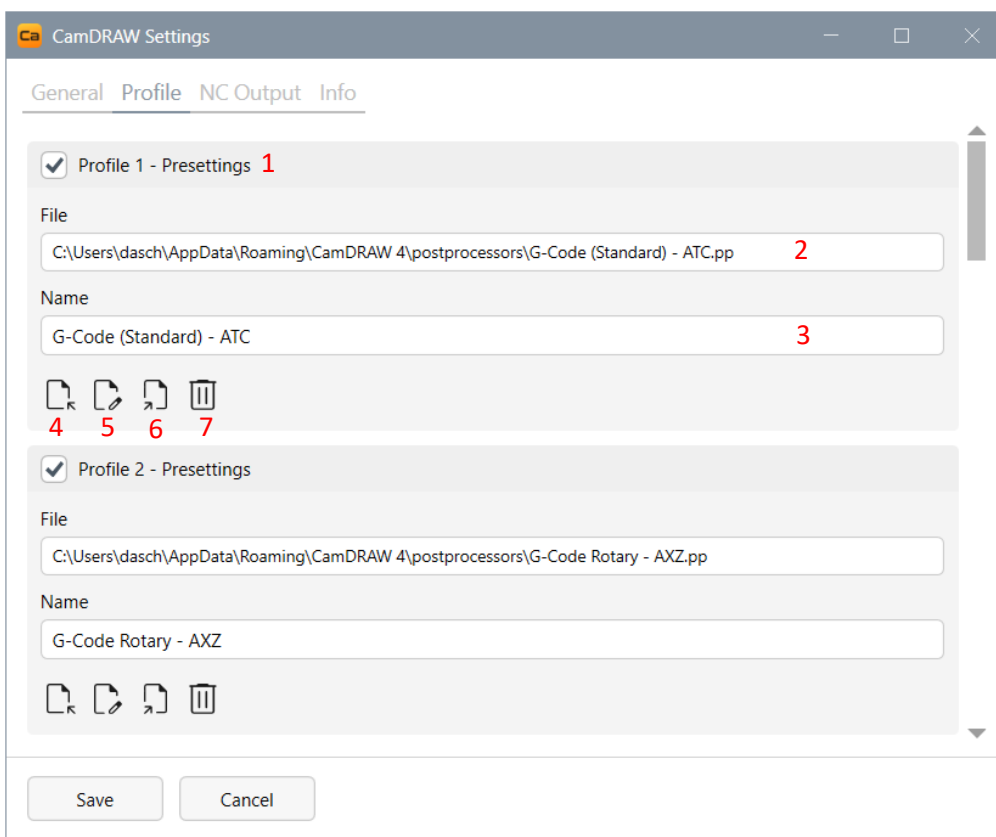 Ca CamDRAW Settings
General Profile NC Output Info
Profile 1 - Presettings 1
File
C:\Users\dasch\AppData\Roaming\CamDRAW 4\postprocessors\G-Code (Standard) - ATC.pp 2
Name
G-Code (Standard) - ATC 3
4 5 6 7
Profile 2 - Presettings
File
C:\Users\dasch\AppData\Roaming\CamDRAW 4\postprocessors\G-Code Rotary - AXZ.pp
Name
G-Code Rotary - AXZ
Save Cancel